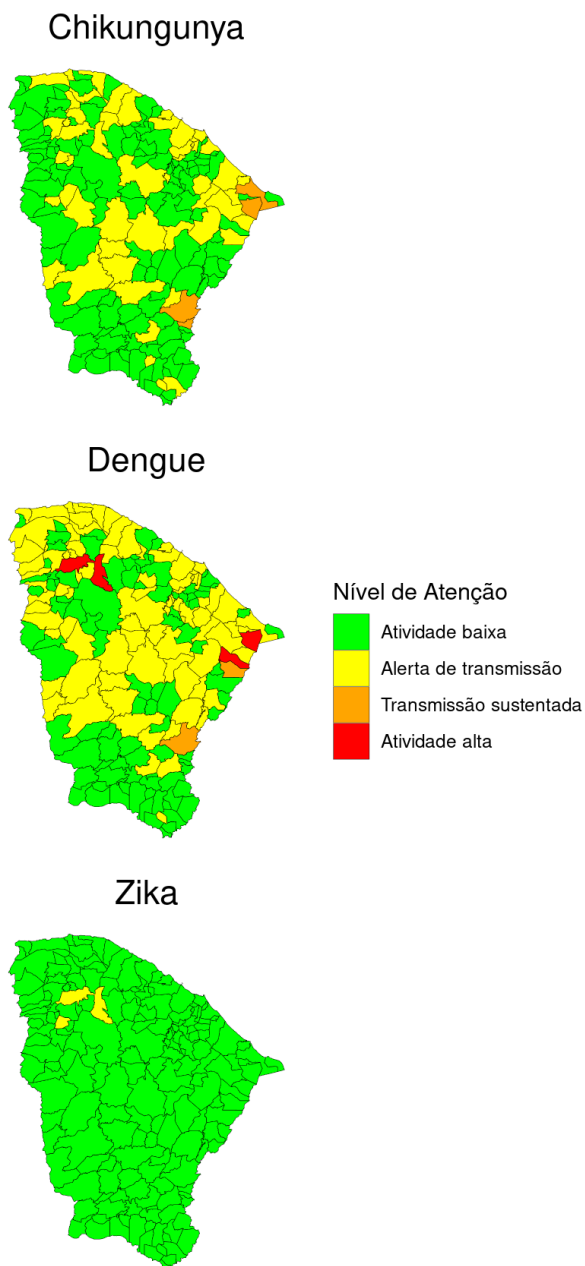 Chikungunya
Dengue
Nível de Atenção
Atividade baixa
Alerta de transmissão
Transmissão sustentada
Atividade alta
Zika